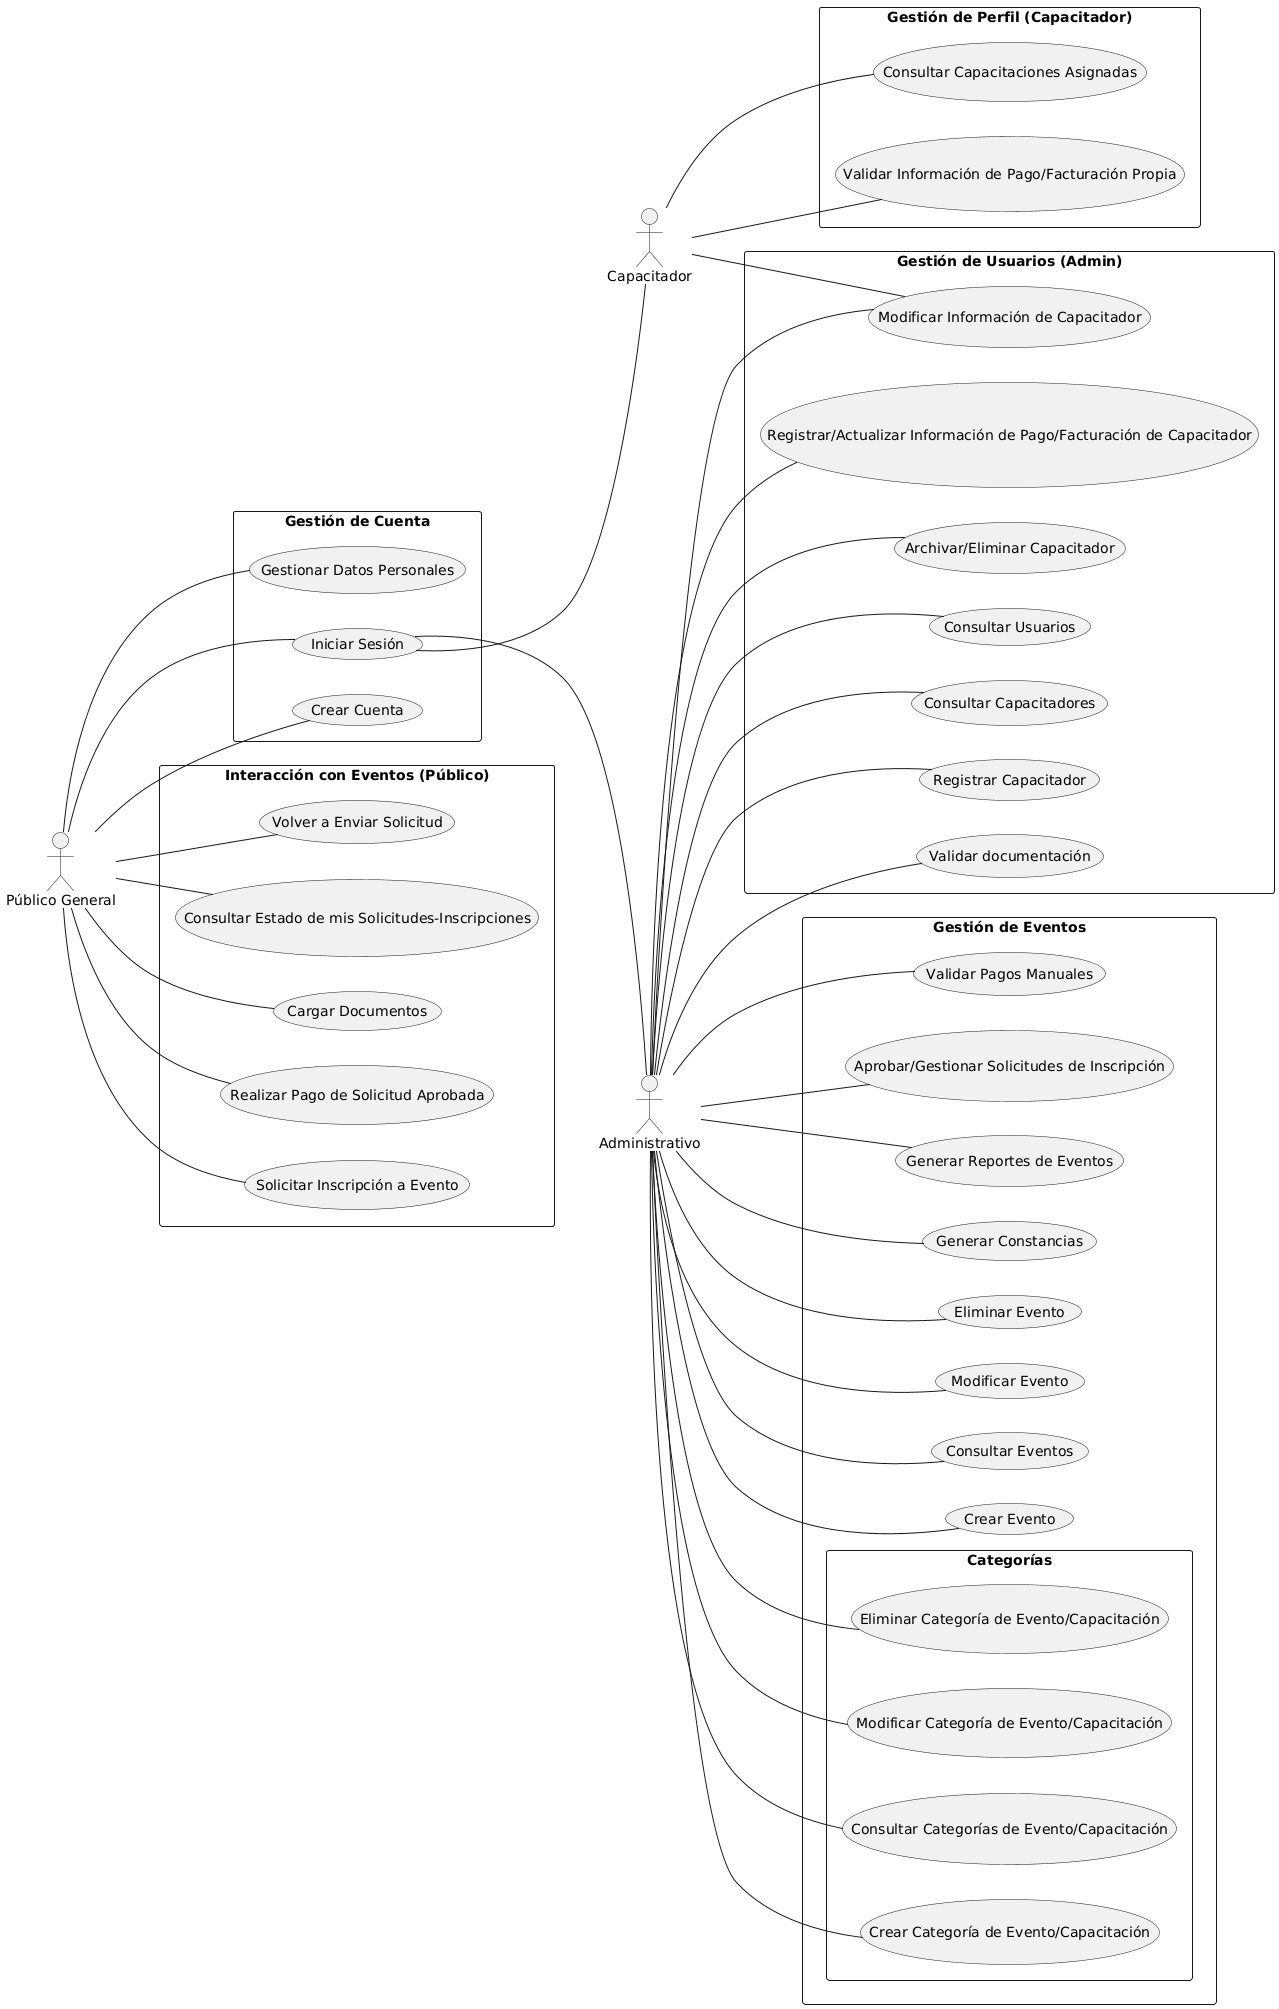 Gestión de Perfil (Capacitador)
Consultar Capacitaciones Asignadas
Validar Información de Pago/Facturación Propia
Capacitador
Gestión de Usuarios (Admin)
Modificar Información de Capacitador
Registrar/Actualizar Información de Pago/Facturación de Capacitador
Archivar/Eliminar Capacitador
Consultar Usuarios
Consultar Capacitadores
Registrar Capacitador
Validar documentación
Gestión de Cuenta
Gestionar Datos Personales
Iniciar Sesión
Crear Cuenta
Interacción con Eventos (Público)
Volver a Enviar Solicitud
Consultar Estado de mis Solicitudes-Inscripciones
Cargar Documentos
Realizar Pago de Solicitud Aprobada
Solicitar Inscripción a Evento
Público General
Administrativo
Gestión de Eventos
Validar Pagos Manuales
Aprobar/Gestionar Solicitudes de Inscripción
Generar Reportes de Eventos
Generar Constancias
Eliminar Evento
Modificar Evento
Consultar Eventos
Crear Evento
Categorías
Eliminar Categoría de Evento/Capacitación
Modificar Categoría de Evento/Capacitación
Consultar Categorías de Evento/Capacitación
Crear Categoría de Evento/Capacitación